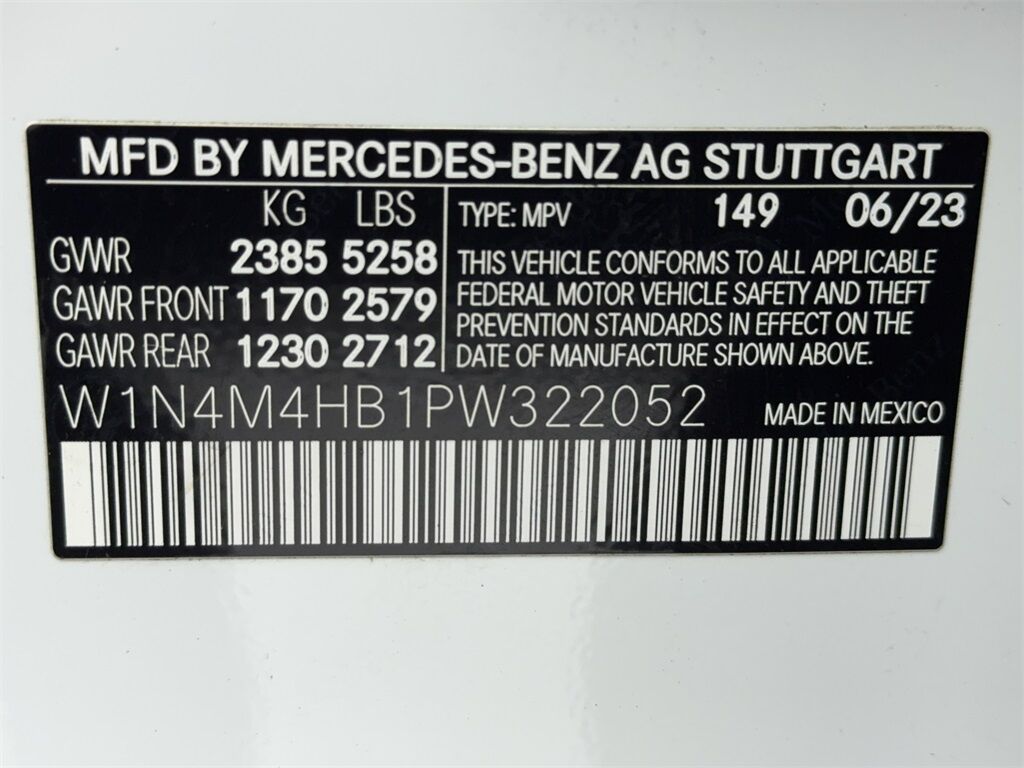 MFD BY MERCEDES-BENZ AG STUTTGART
KG LBS
GVWR 2385 5258
GAWR FRONT 1170 2579
GAWR REAR 1230 2712
TYPE: MPV 149 06/23
THIS VEHICLE CONFORMS TO ALL APPLICABLE
FEDERAL MOTOR VEHICLE SAFETY AND THEFT
PREVENTION STANDARDS IN EFFECT ON THE
DATE OF MANUFACTURE SHOWN ABOVE.
W1N4M4HB1PW322052 MADE IN MEXICO